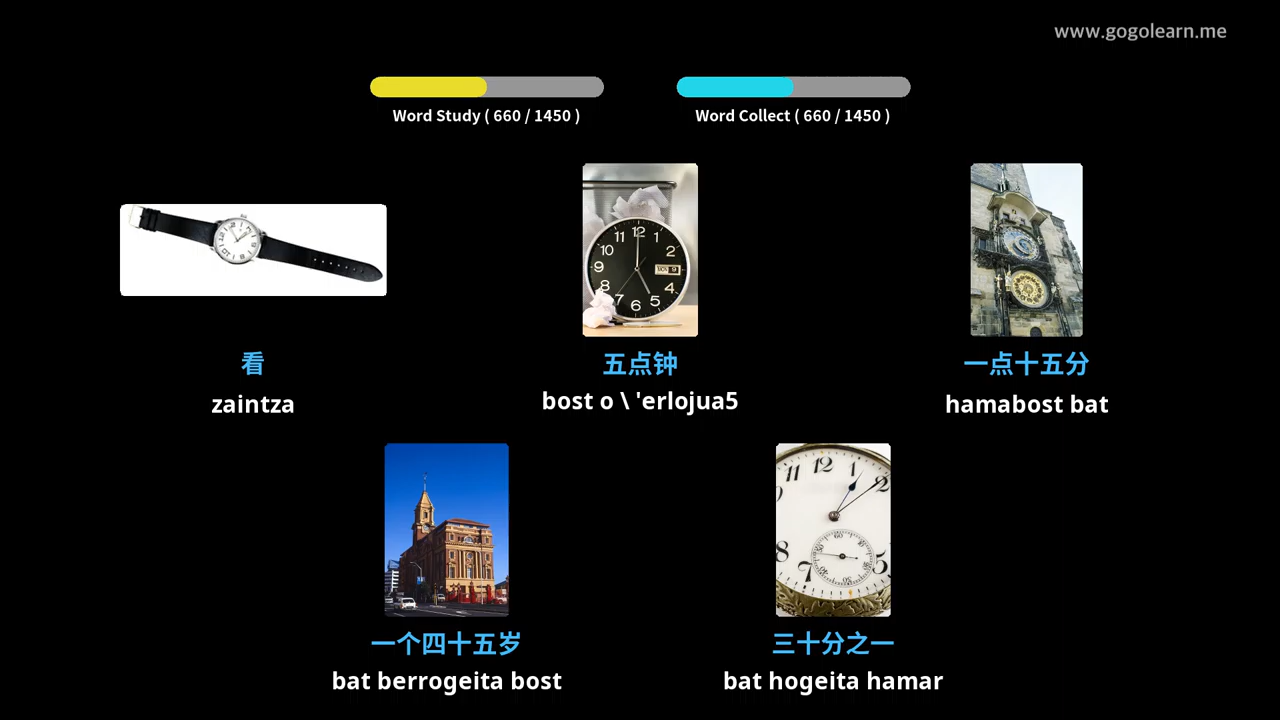 www.gogolearn.me
Word Study ( 660 / 1450 )
Word Collect ( 660 / 1450 )
看
zaintza
五点钟
bost o \ 'erlojua5
一点十五分
hamabost bat
一个四十五岁
bat berrogeita bost
三十分之一
bat hogeita hamar